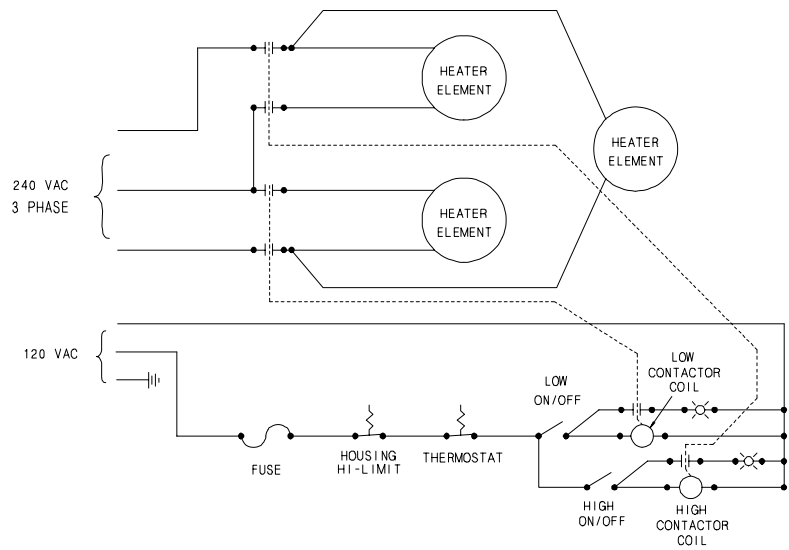 HEATER
ELEMENT
HEATER
ELEMENT
240 VAC
3 PHASE
HEATER
ELEMENT
120 VAC
LOW
CONTACTOR
COIL
LOW
ON/OFF
FUSE
HOUSING
HI-LIMIT
THERMOSTAT
HIGH
ON/OFF
HIGH
CONTACTOR
COIL